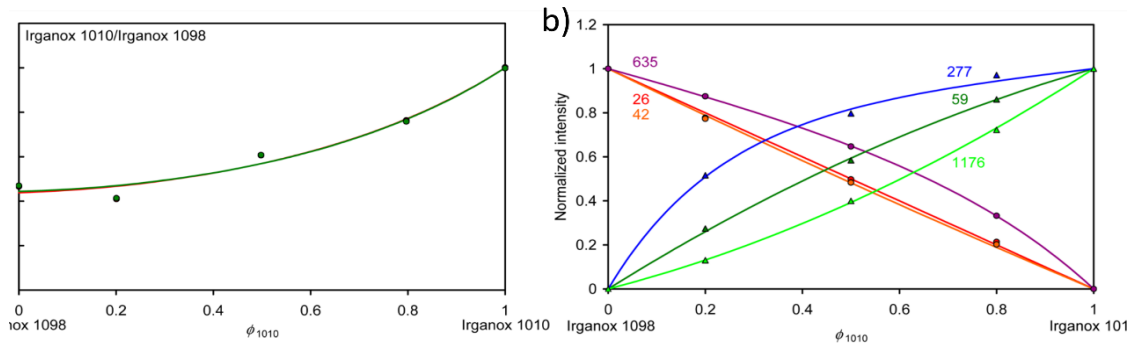 Irganox 1010/Irganox 1098
0 0.2 0.4 0.6 0.8 1
nox 1098 ϕ1010 Irganox 1010
b)
Normalized intensity
1.2
1
0.8
0.6
0.4
0.2
0
635
26
42
277
59
1176
0 0.2 0.4 0.6 0.8 1
Irganox 1098 ϕ1010 Irganox 101